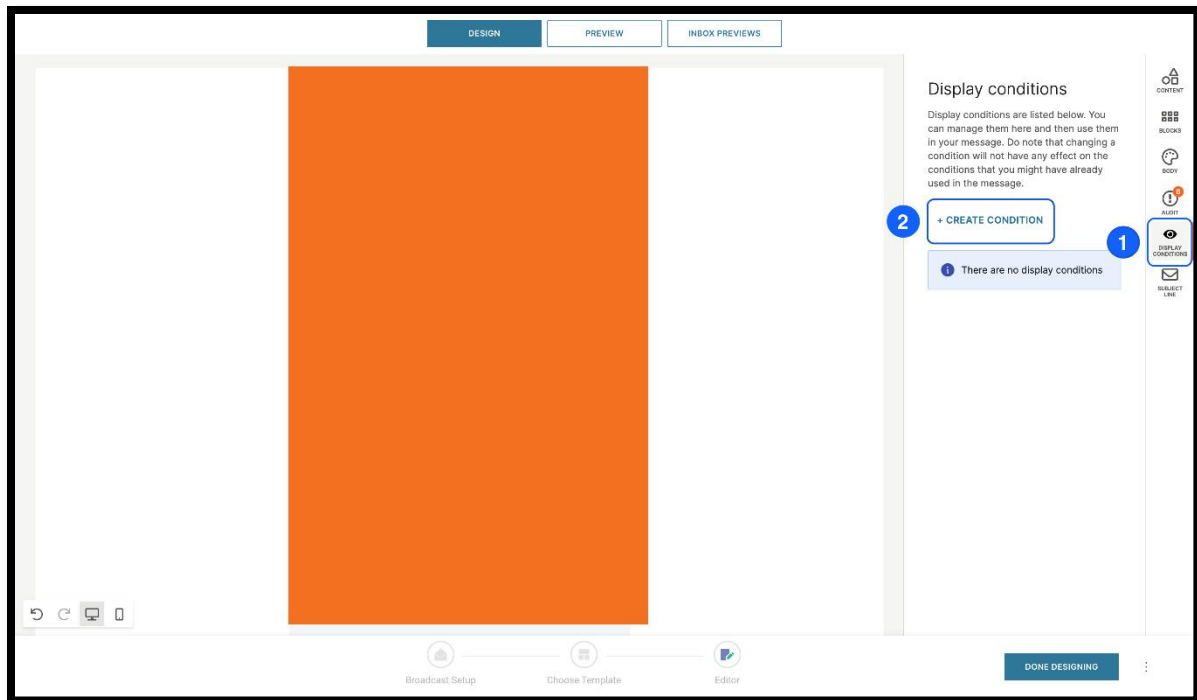 DESIGN
PREVIEW
INBOX PREVIEWS
Display conditions
Display conditions are listed below. You
can manage them here and then use them
in your message. Do note that changing a
condition will not have any effect on the
conditions that you might have already
used in the message.
2
+ CREATE CONDITION
1
There are no display conditions
CONTENT
BLOCKS
BODY
6
AUDIT
DISPLAY
CONDITIONS
SUBJECT
LINE
Broadcast Setup
Choose Template
Editor
DONE DESIGNING